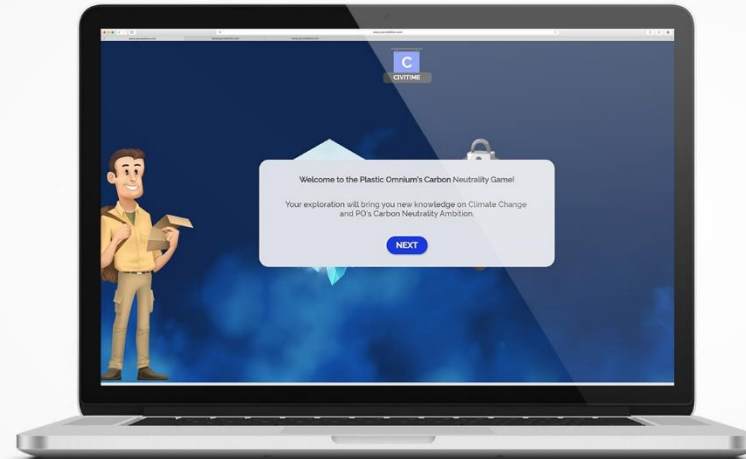 C
CIVITIME
Welcome to the Plastic Omnium's Carbon Neutrality Game!
Your exploration will bring you new knowledge on Climate Change
and PO's Carbon Neutrality Ambition.
NEXT